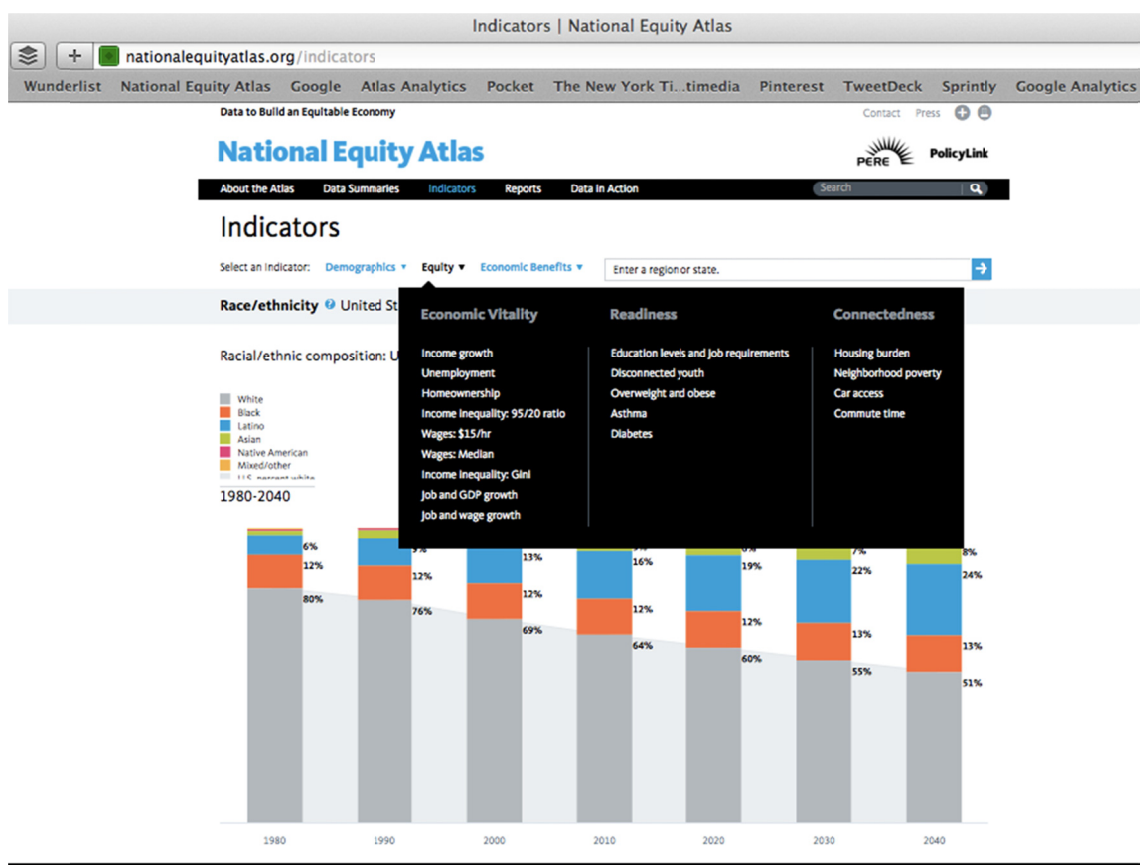 Indicators | National Equity Atlas
nationalequityatlas.org/indicators
Wunderlist National Equity Atlas Google Atlas Analytics Pocket The New York Ti...timedia Pinterest TweetDeck Sprintly Google Analytics
Data to Build an Equitable Economy
Contact Press
National Equity Atlas
PERE
PolicyLink
About the Atlas Data Summaries Indicators Reports Data in Action Search
Indicators
Select an Indicator: Demographics Equity Economic Benefits Enter a regionor state.
Race/ethnicity ? United St
Racial/ethnic composition: U
Economic Vitality
Income growth
Unemployment
Homeownership
Income Inequality: 95/20 ratio
Wages: $15/hr
Wages: Median
Income Inequality: Gini
Job and GDP growth
Job and wage growth
Readiness
Education levels and job requirements
Disconnected youth
Overweight and obese
Asthma
Diabetes
Connectedness
Housing burden
Neighborhood poverty
Car access
Commute time
White
Black
Latino
Asian
Native American
Mixed/other
U.S. percent white
1980-2040
6% 9% 13% 16% 19% 7% 8%
22% 24%
12% 12% 12% 12% 12% 13% 13%
80% 76% 69% 64% 60% 55% 51%
1980 1990 2000 2010 2020 2030 2040